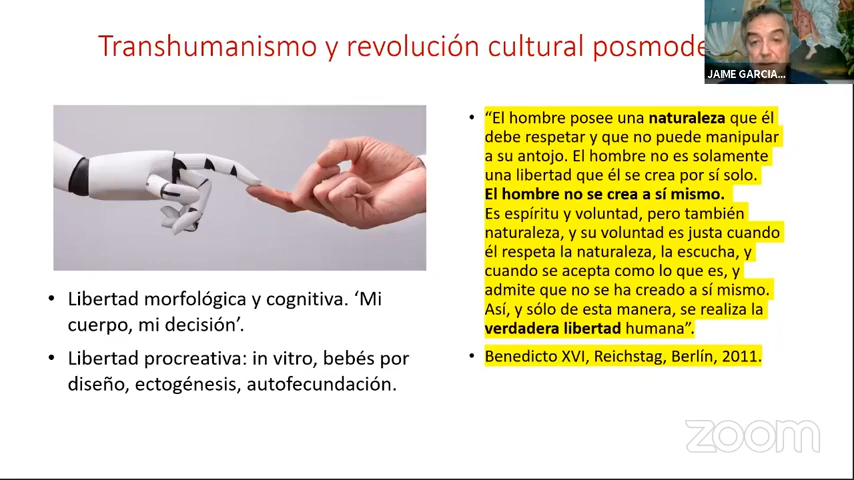 Transhumanismo y revolución cultural
JAIME GARCIA...
• Libertad morfológica y cognitiva. ‘Mi
cuerpo, mi decisión’.
• Libertad procreativa: in vitro, bebés por
diseño, ectogénesis, autofecundación.
• “El hombre posee una naturaleza que él
debe respetar y que no puede manipular
a su antojo. El hombre no es solamente
una libertad que él se crea por sí solo.
El hombre no se crea a sí mismo.
Es espíritu y voluntad, pero también
naturaleza, y su voluntad es justa cuando
él respeta la naturaleza, la escucha, y
cuando se acepta como lo que es, y
admite que no se ha creado a sí mismo.
Así, y sólo de esta manera, se realiza la
verdadera libertad humana”.
• Benedicto XVI, Reichstag, Berlín, 2011.
zoom